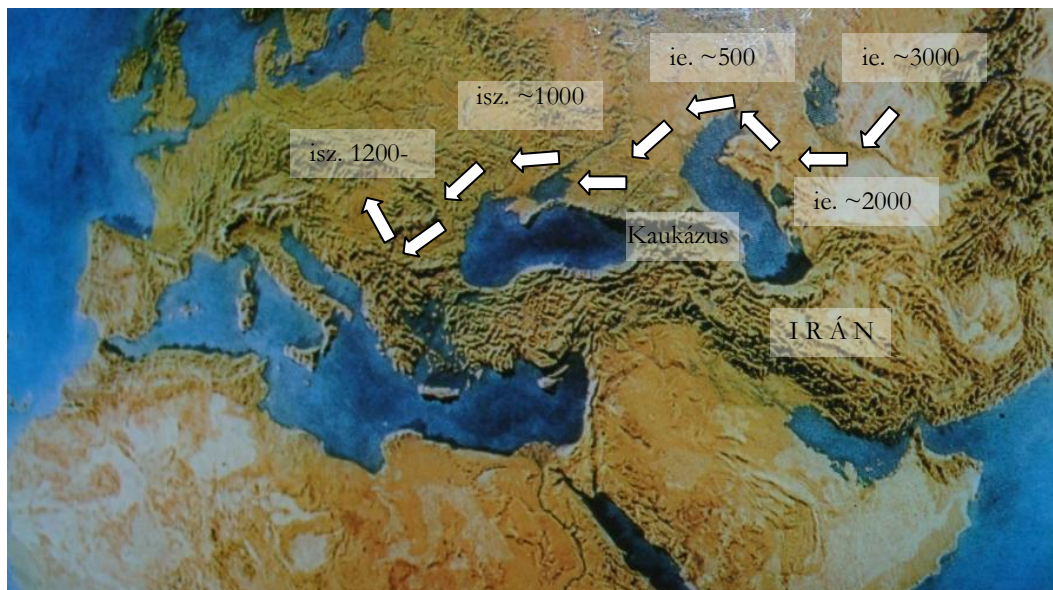 ie. ~500
ie. ~3000
isz. ~1000
isz. 1200-
ie. ~2000
Kaukázus
I R Á N